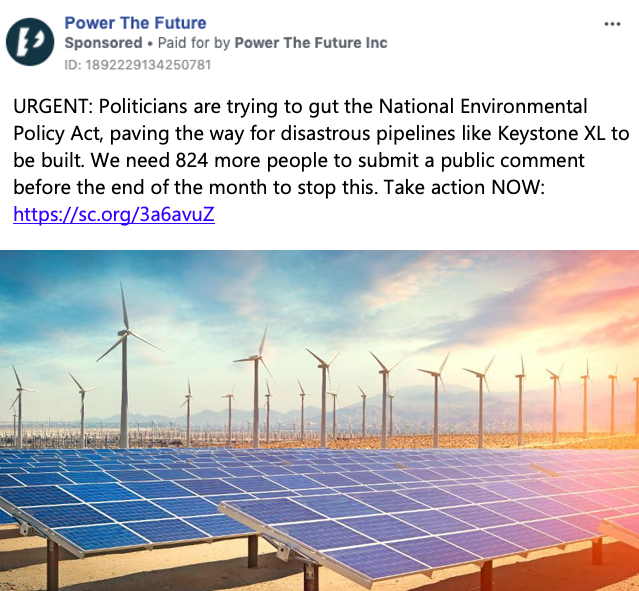 Power The Future
Sponsored • Paid for by Power The Future Inc
ID: 1892229134250781
URGENT: Politicians are trying to gut the National Environmental
Policy Act, paving the way for disastrous pipelines like Keystone XL to
be built. We need 824 more people to submit a public comment
before the end of the month to stop this. Take action NOW:
https://sc.org/3a6avuZ